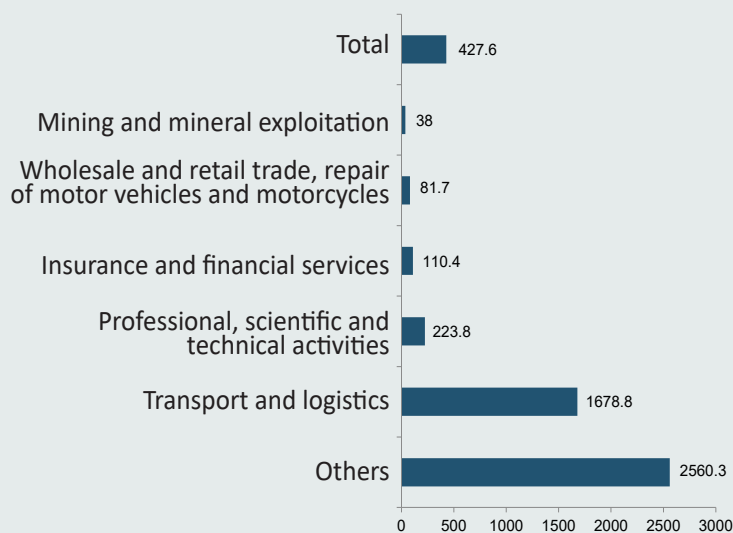 Total
427.6
Mining and mineral exploitation
38
Wholesale and retail trade, repair
of motor vehicles and motorcycles
81.7
Insurance and financial services
110.4
Professional, scientific and
technical activities
223.8
Transport and logistics
1678.8
Others
2560.3
0 500 1000 1500 2000 2500 3000